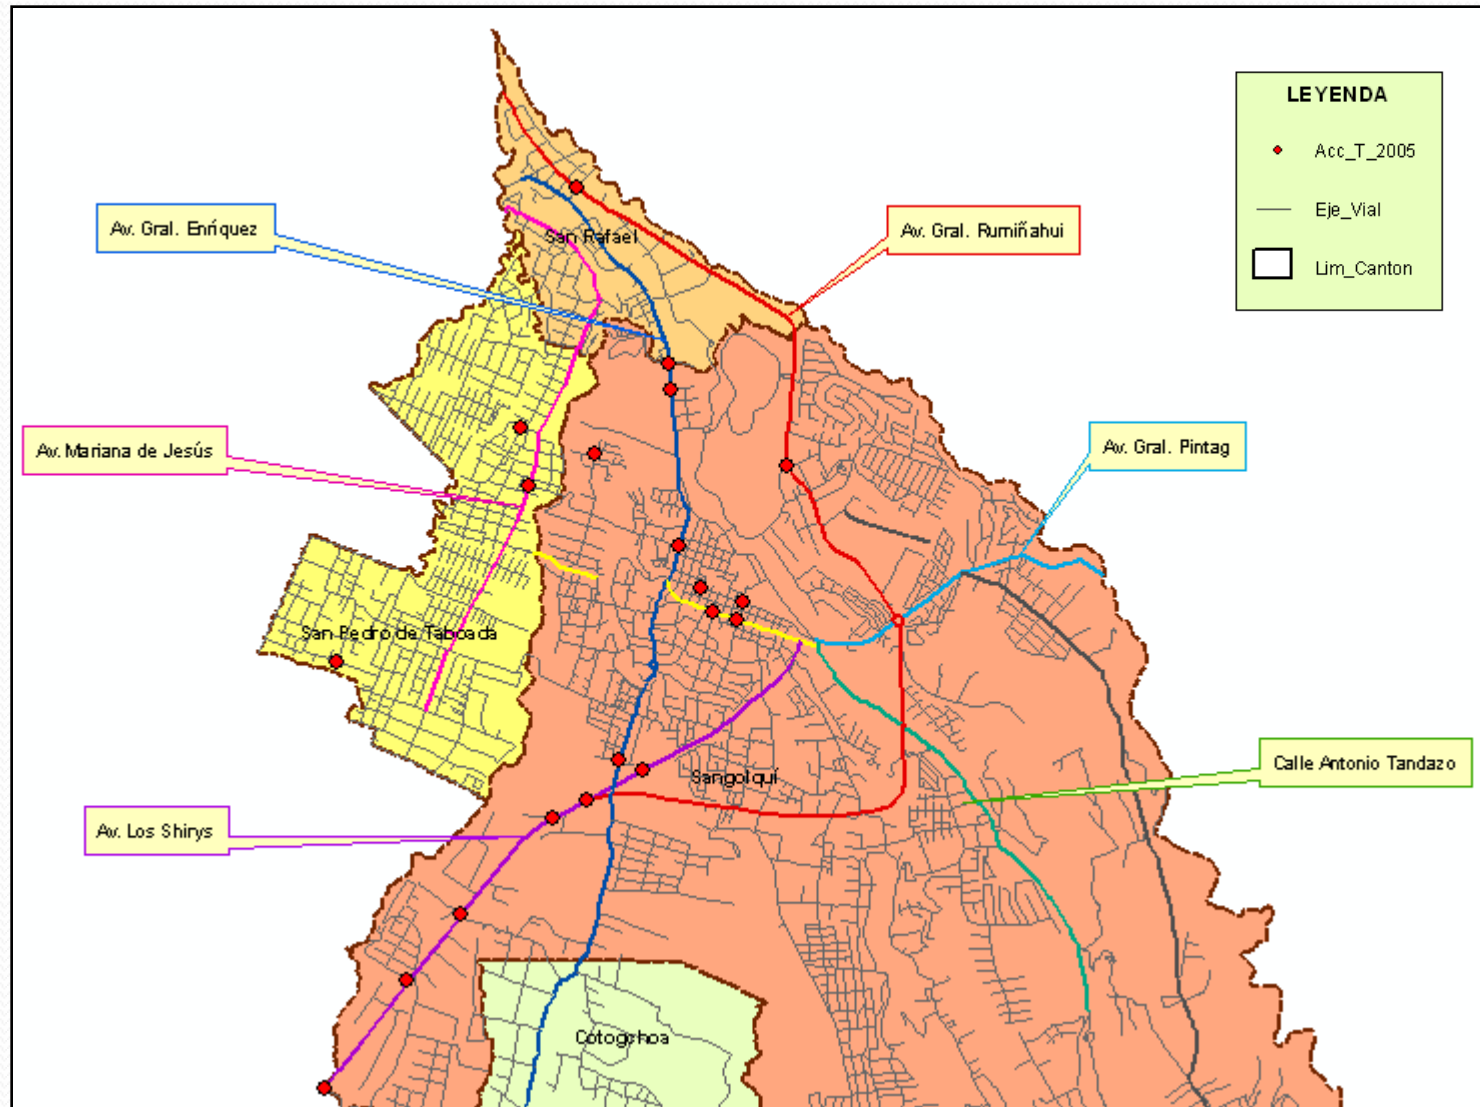 LEYENDA
Acc_T_2005
Eje_Vial
Lim_Canton
Av. Gral. Enríquez
San Rafael
Av. Gral. Rumiñahui
Av. Mariana de Jesús
Av. Gral. Pintag
San Pedro de Taboada
Sangolquí
Calle Antonio Tandazo
Av. Los Shirys
Cotogchoa